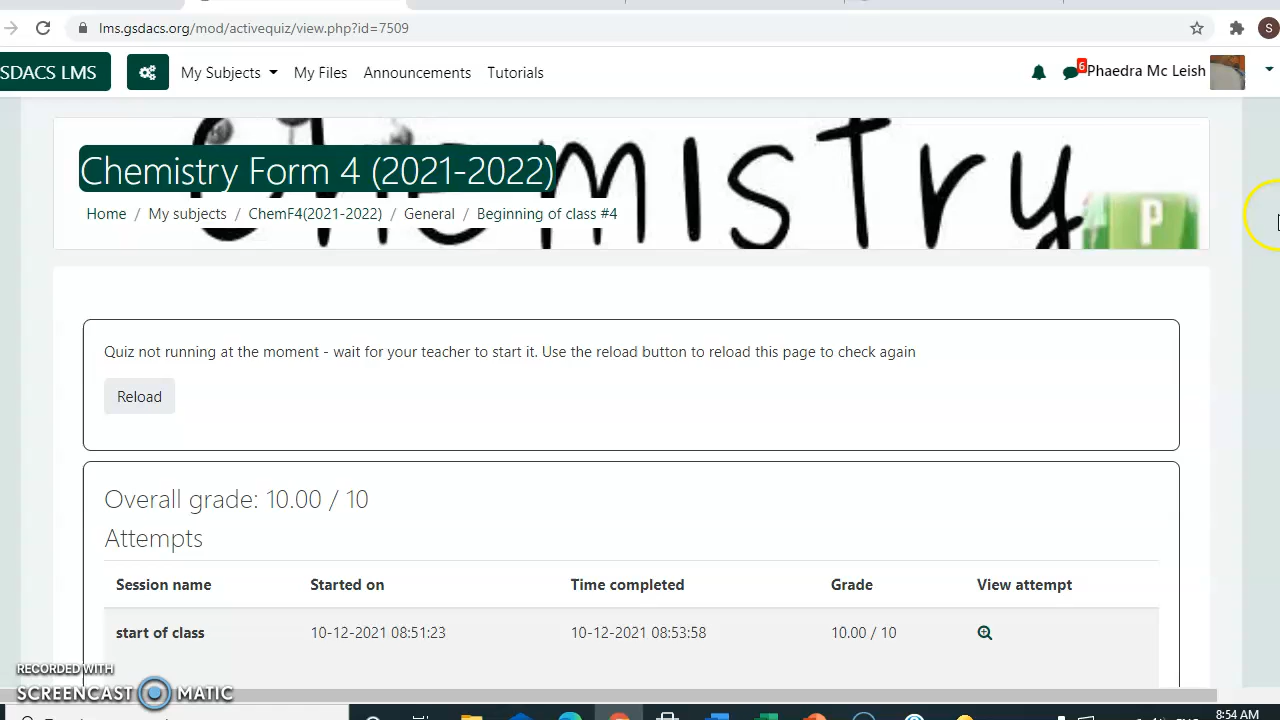 lms.gsdacs.org/mod/activequiz/view.php?id=7509
S
SDACS LMS
My Subjects
My Files
Announcements
Tutorials
6
Phaedra Mc Leish
Chemistry
P
Chemistry Form 4 (2021-2022)
Home / My subjects / ChemF4(2021-2022) / General / Beginning of class #4
Quiz not running at the moment - wait for your teacher to start it. Use the reload button to reload this page to check again
Reload
Overall grade: 10.00 / 10
Attempts
Session name Started on Time completed Grade View attempt
start of class 10-12-2021 08:51:23 10-12-2021 08:53:58 10.00 / 10
RECORDED WITH
SCREENCAST MATIC
8:54 AM